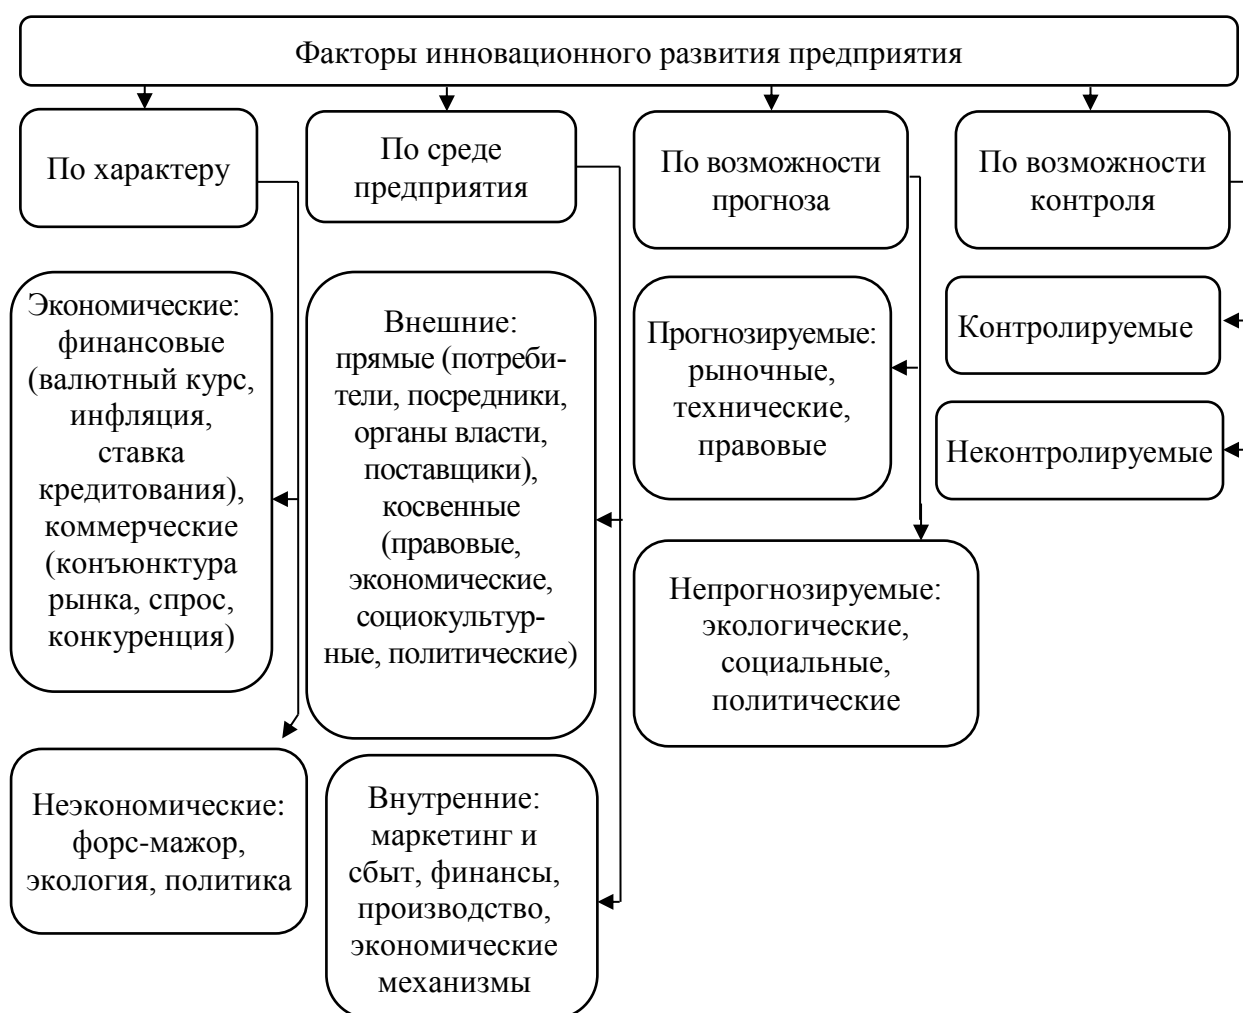 Факторы инновационного развития предприятия
По характеру
По среде
предприятия
По возможности
прогноза
По возможности
контроля
Экономические:
финансовые
(валютный курс,
инфляция,
ставка
кредитования),
коммерческие
(конъюнктура
рынка, спрос,
конкуренция)
Неэкономические:
форс-мажор,
экология, политика
Внешние:
прямые (потреби-
тели, посредники,
органы власти,
поставщики),
косвенные
(правовые,
экономические,
социокультур-
ные, политические)
Внутренние:
маркетинг и
сбыт, финансы,
производство,
экономические
механизмы
Прогнозируемые:
рыночные,
технические,
правовые
Непрогнозируемые:
экологические,
социальные,
политические
Контролируемые
Неконтролируемые